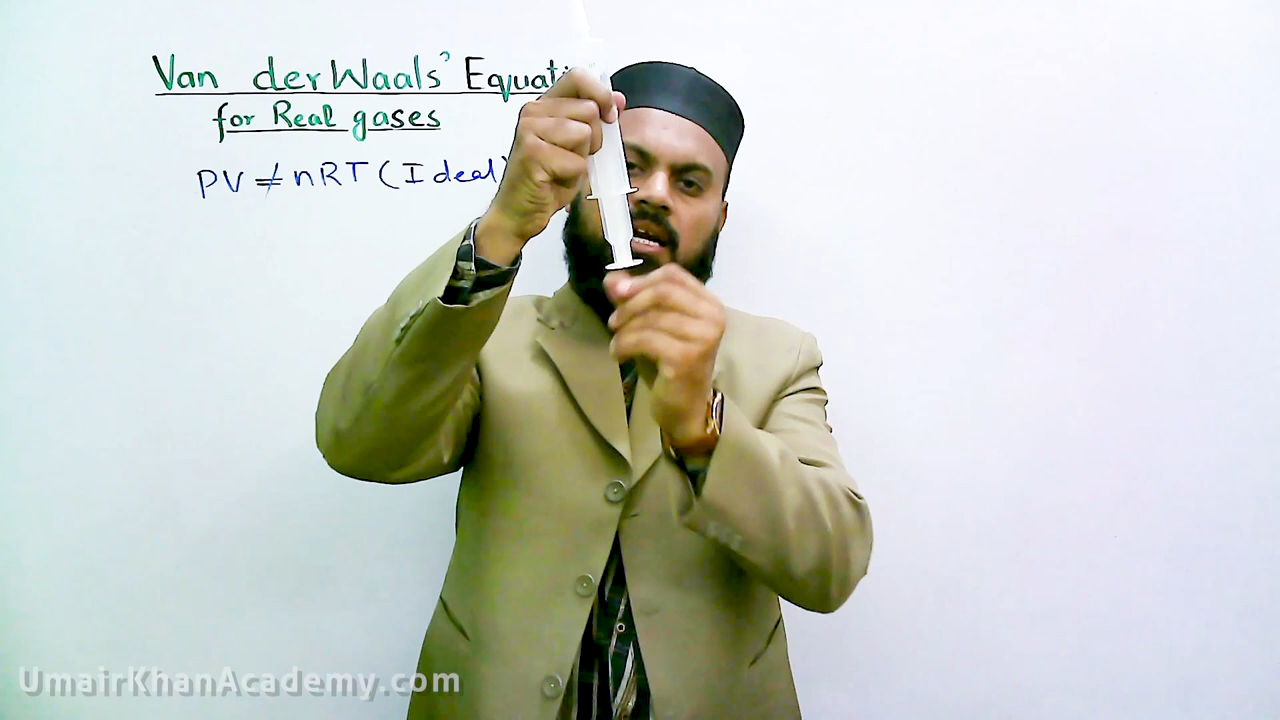 Van der Waals' Equati
for Real gases
PV ≠ nRT (Ideal)
UmairKhanAcademy.com